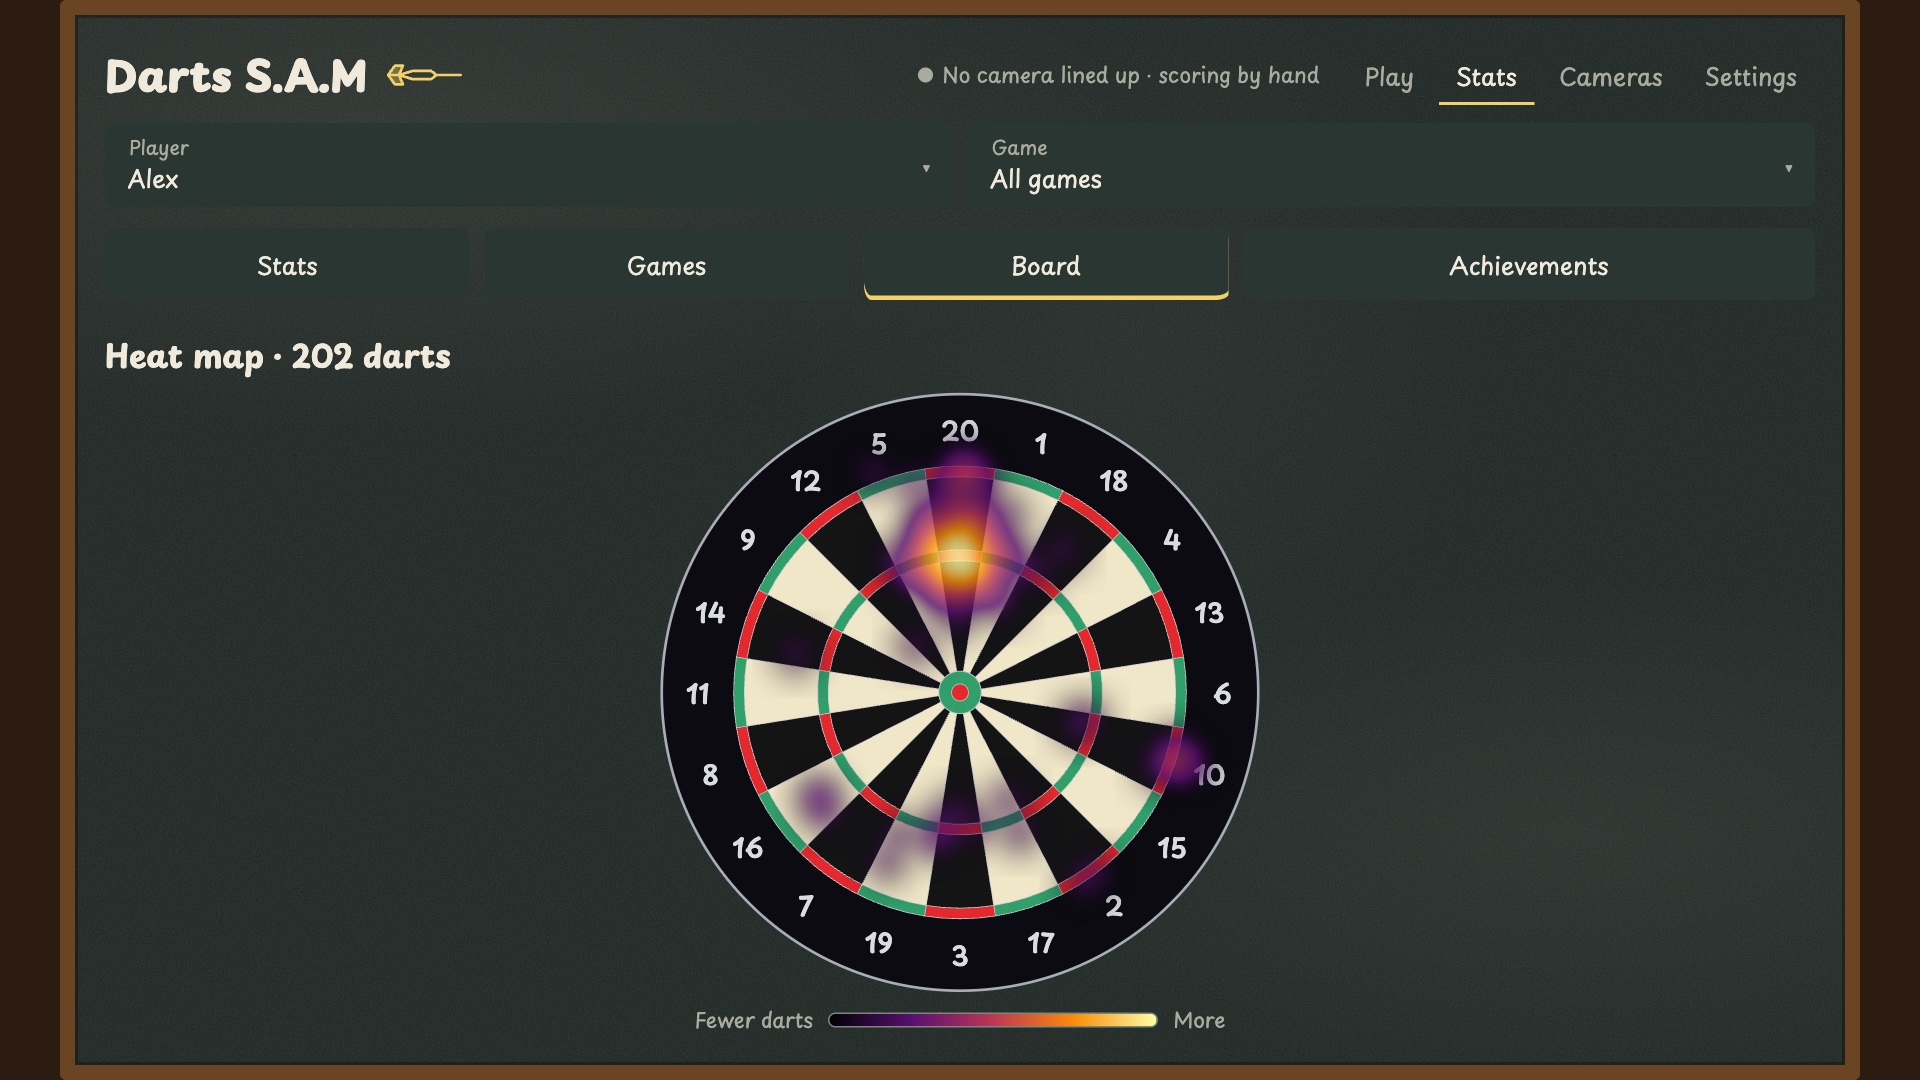 Darts S.A.M
No camera lined up · scoring by hand
Play
Stats
Cameras
Settings
Player
Alex
Game
All games
Stats
Games
Board
Achievements
Heat map · 202 darts
20
1
18
4
13
6
10
15
2
17
3
19
7
16
8
11
14
9
12
5
Fewer darts
More